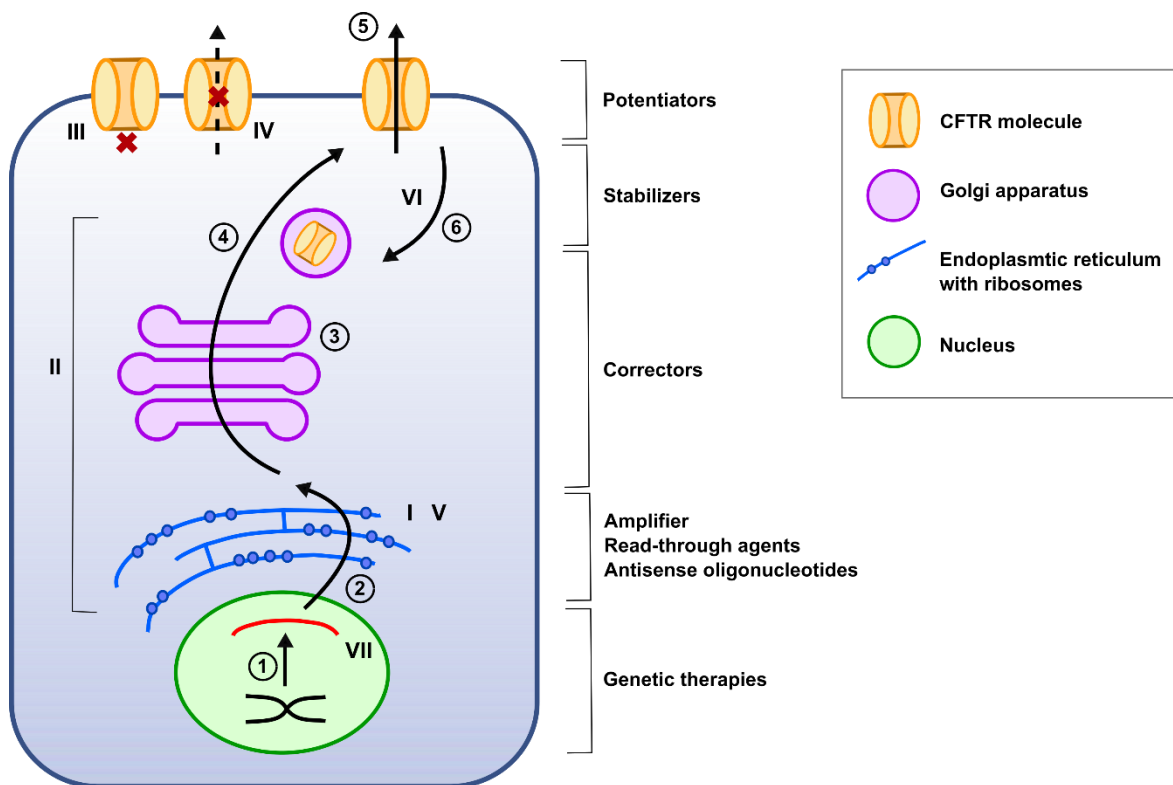 5
III
IV
VI
4
6
II
3
I V
2
VII
1
Potentiators
Stabilizers
Correctors
Amplifier
Read-through agents
Antisense oligonucleotides
Genetic therapies
CFTR molecule
Golgi apparatus
Endoplasmtic reticulum
with ribosomes
Nucleus